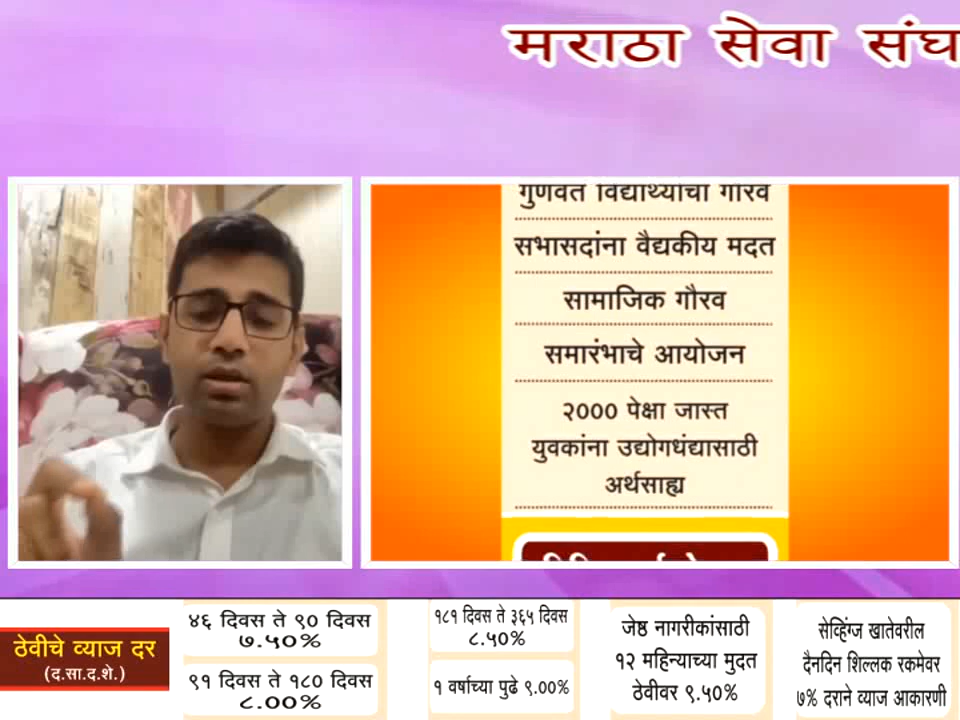 मराठा सेवा संघ
गुणवंत विद्यार्थ्यांचा गौरव
सभासदांना वैद्यकीय मदत
सामाजिक गौरव
समारंभाचे आयोजन
२००० पेक्षा जास्त
युवकांना उद्योगधंद्यासाठी
अर्थसाह्य
ठेवीचे व्याज दर
(द.सा.द.शे.)
४६ दिवस ते ९० दिवस
७.५०%
९१ दिवस ते १८० दिवस
८.००%
१८१ दिवस ते ३६५ दिवस
८.५०%
१ वर्षाच्या पुढे ९.००%
जेष्ठ नागरीकांसाठी
१२ महिन्याच्या मुदत
ठेवीवर ९.५०%
सेव्हिंग्ज खातेवरील
दैनदिन शिल्लक रकमेवर
७% दराने व्याज आकारणी